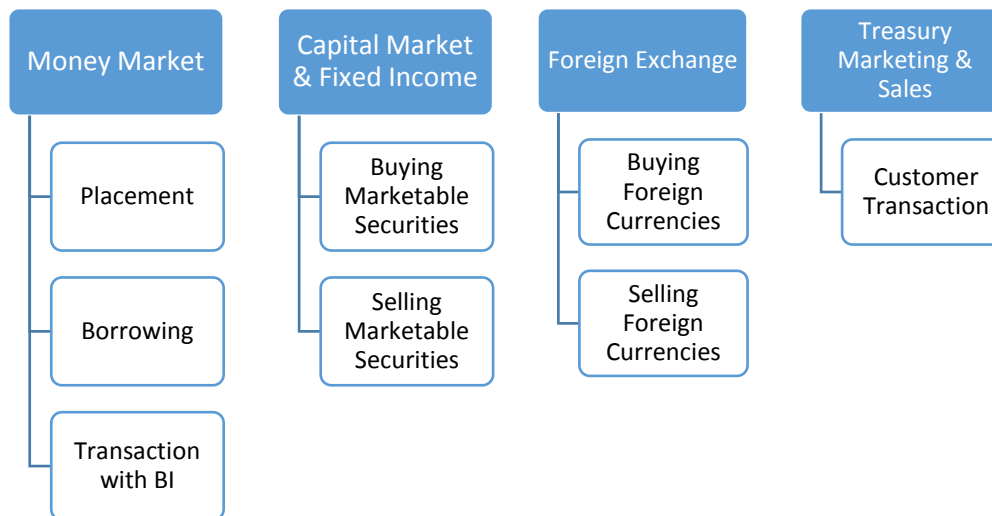 Money Market
Placement
Borrowing
Transaction
with BI
Capital Market
& Fixed Income
Buying
Marketable
Securities
Selling
Marketable
Securities
Foreign Exchange
Buying
Foreign
Currencies
Selling
Foreign
Currencies
Treasury
Marketing &
Sales
Customer
Transaction